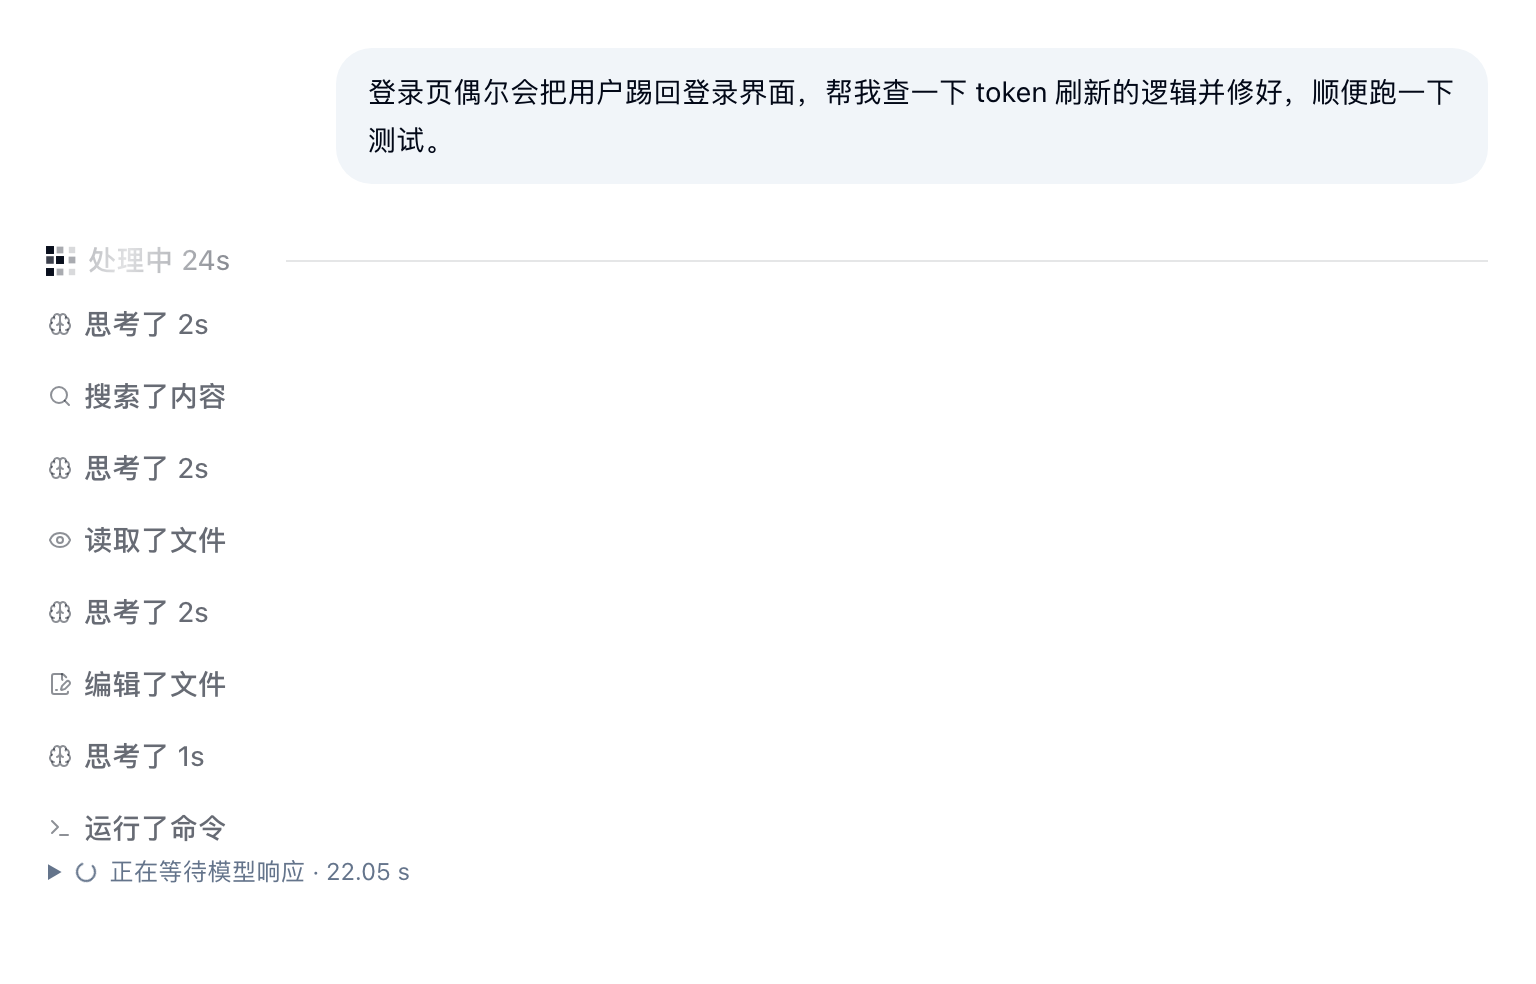 登录页偶尔会把用户踢回登录界面，帮我查一下 token 刷新的逻辑并修好，顺便跑一下
测试。
处理中 24s
思考了 2s
搜索了内容
思考了 2s
读取了文件
思考了 2s
编辑了文件
思考了 1s
运行了命令
正在等待模型响应 · 22.05 s